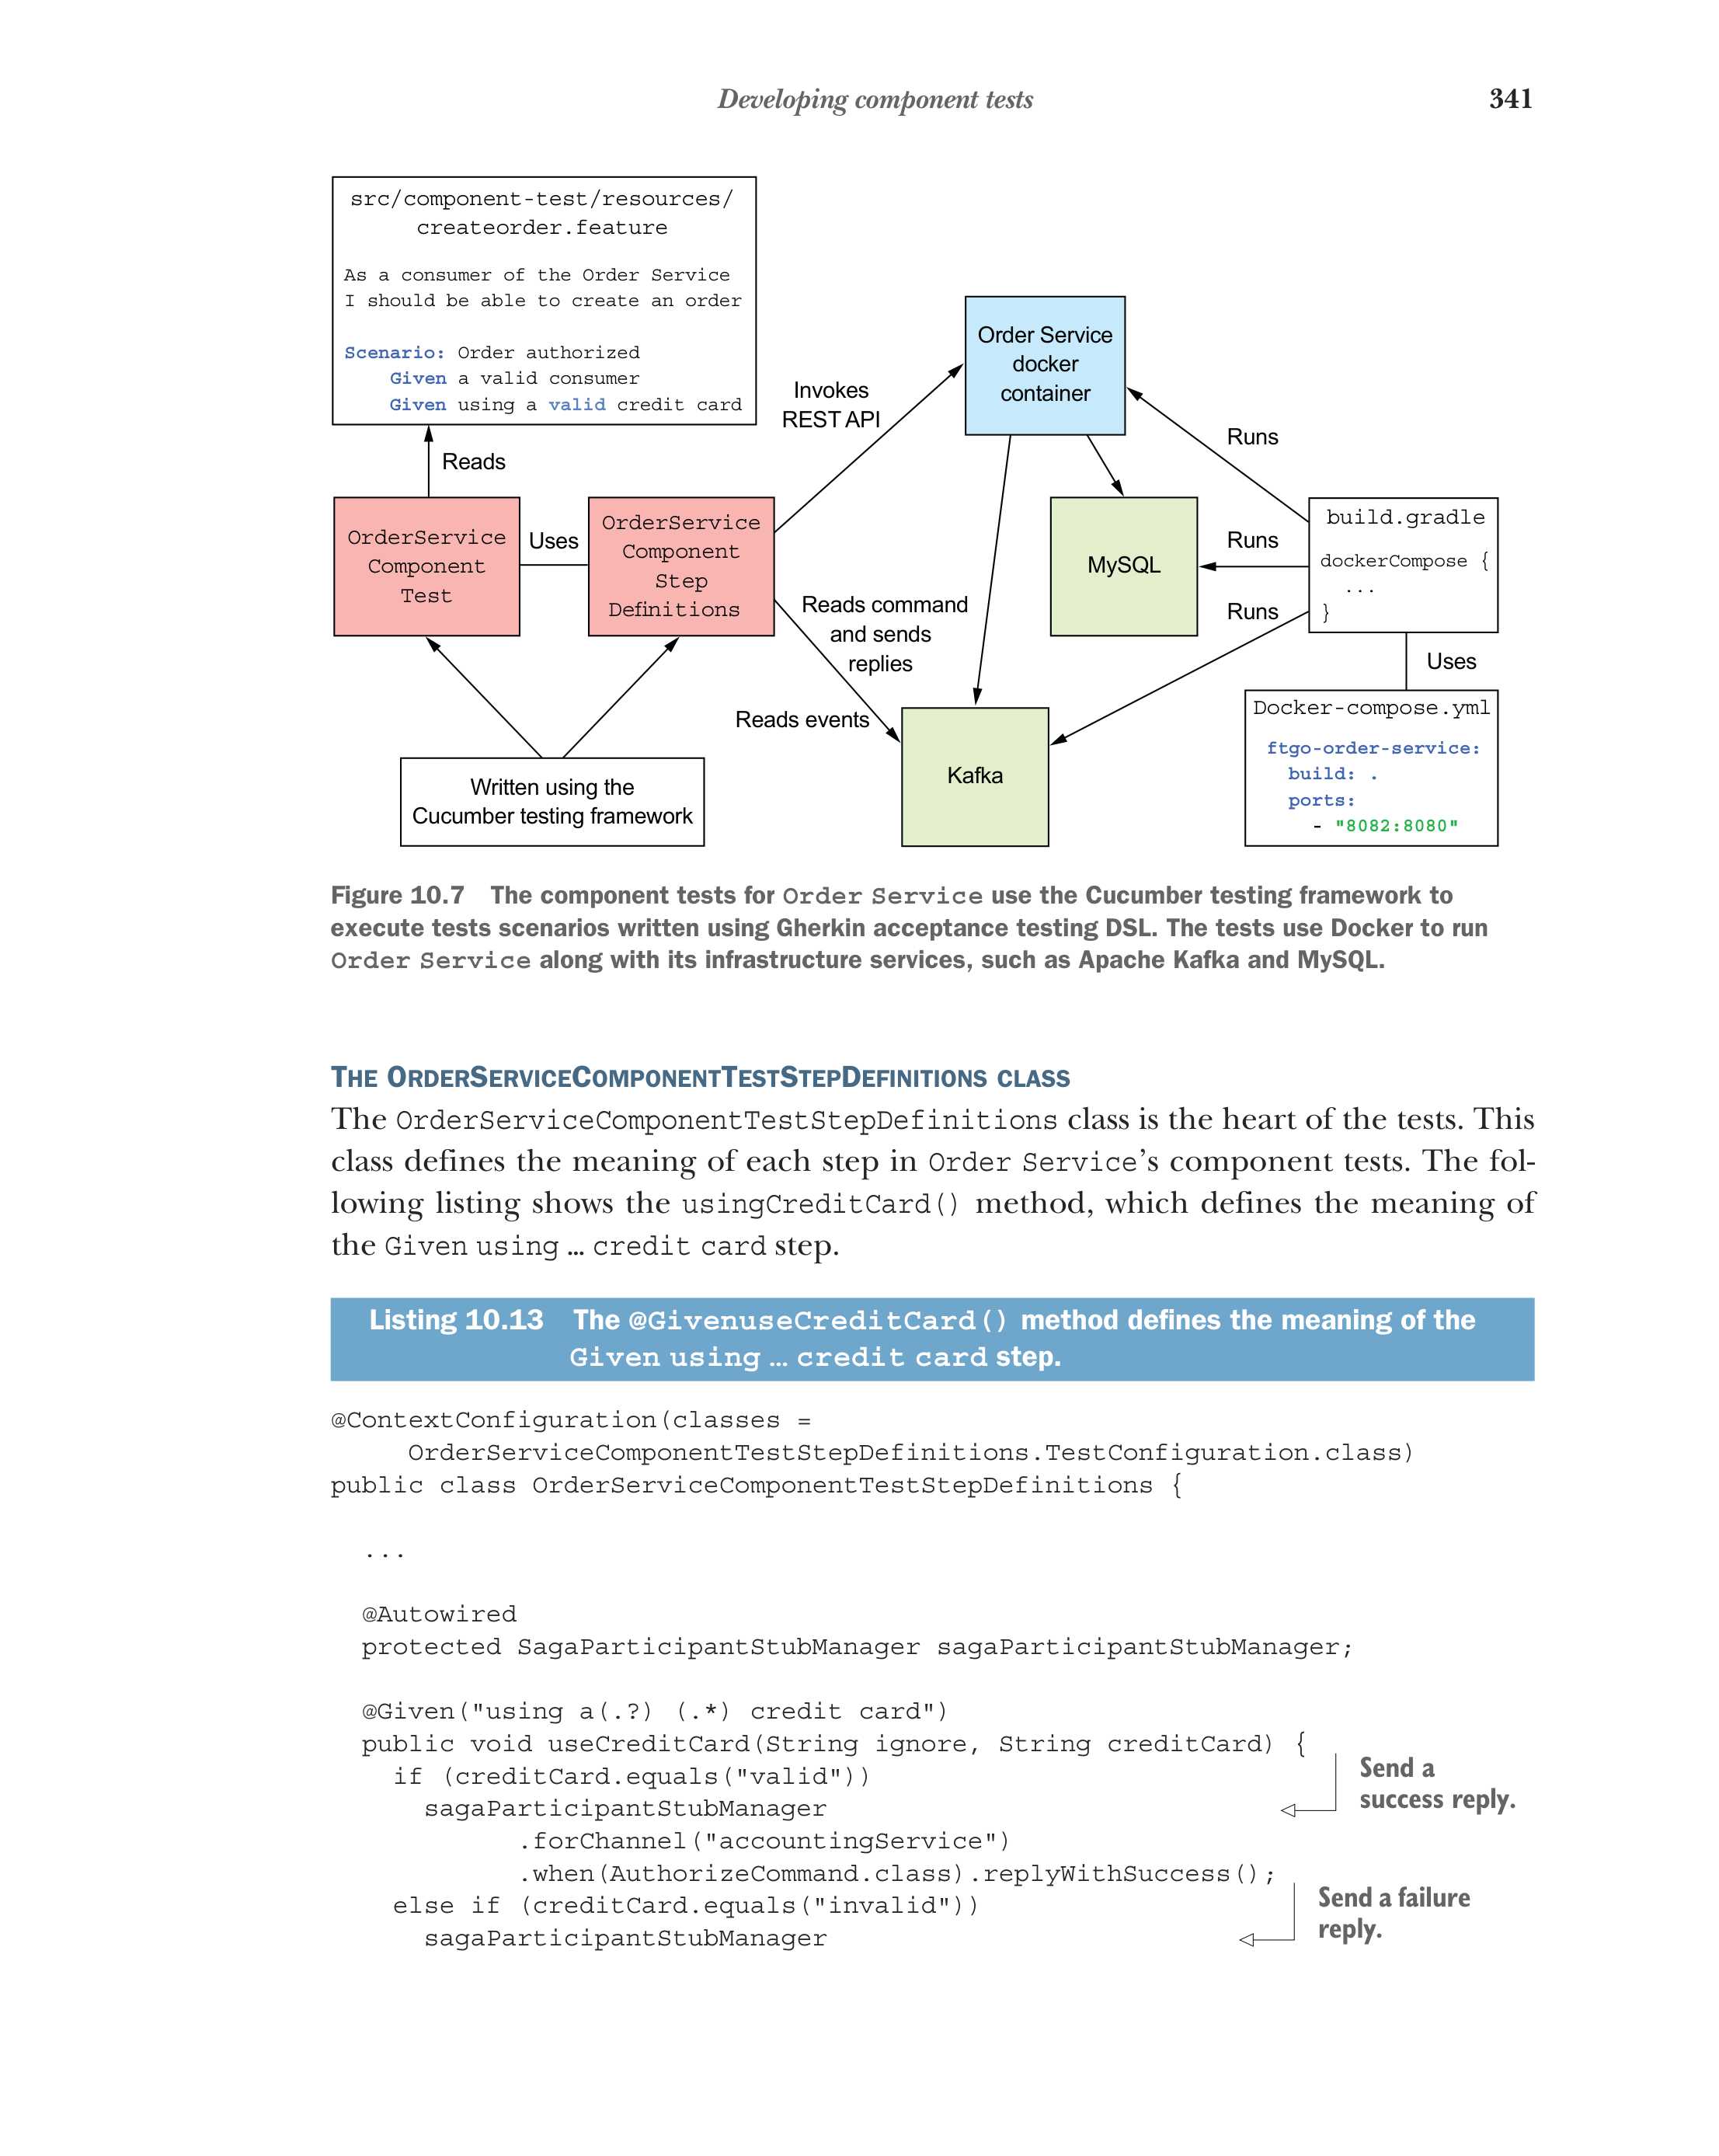 Developing component tests
341
src/component-test/resources/
createorder.feature
As a consumer of the Order Service
I should be able to create an order
Scenario: Order authorized
Given a valid consumer
Given using a valid credit card
Reads
OrderService
Component
Test
Uses
OrderService
Component
Step
Definitions
Written using the
Cucumber testing framework
Invokes
REST API
Reads command
and sends
replies
Reads events
Order Service
docker
container
MySQL
Kafka
Runs
Runs
Runs
build.gradle
dockerCompose {
...
}
Uses
Docker-compose.yml
ftgo-order-service:
build: .
ports:
- "8082:8080"
Figure 10.7 The component tests for Order Service use the Cucumber testing framework to
execute tests scenarios written using Gherkin acceptance testing DSL. The tests use Docker to run
Order Service along with its infrastructure services, such as Apache Kafka and MySQL.
THE ORDERSERVICECOMPONENTTESTSTEPDEFINITIONS CLASS
The OrderServiceComponentTestStepDefinitions class is the heart of the tests. This
class defines the meaning of each step in Order Service’s component tests. The fol-
lowing listing shows the usingCreditCard() method, which defines the meaning of
the Given using … credit card step.
Listing 10.13 The @GivenuseCreditCard() method defines the meaning of the
Given using … credit card step.
@ContextConfiguration(classes =
OrderServiceComponentTestStepDefinitions.TestConfiguration.class)
public class OrderServiceComponentTestStepDefinitions {
...
@Autowired
protected SagaParticipantStubManager sagaParticipantStubManager;
@Given("using a(.?) (.*) credit card")
public void useCreditCard(String ignore, String creditCard) {
if (creditCard.equals("valid"))
sagaParticipantStubManager
.forChannel("accountingService")
.when(AuthorizeCommand.class).replyWithSuccess();
else if (creditCard.equals("invalid"))
sagaParticipantStubManager
Send a
success reply.
Send a failure
reply.